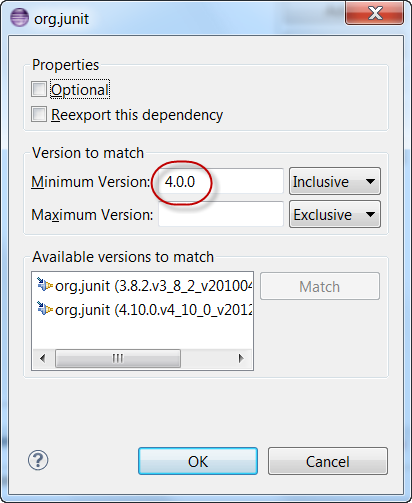 org.junit
Properties
Optional
Reexport this dependency
Version to match
Minimum Version: 4.0.0 Inclusive
Maximum Version: Exclusive
Available versions to match
org.junit (3.8.2.v3_8_2_v201004 Match
org.junit (4.10.0.v4_10_0_v2012
OK Cancel